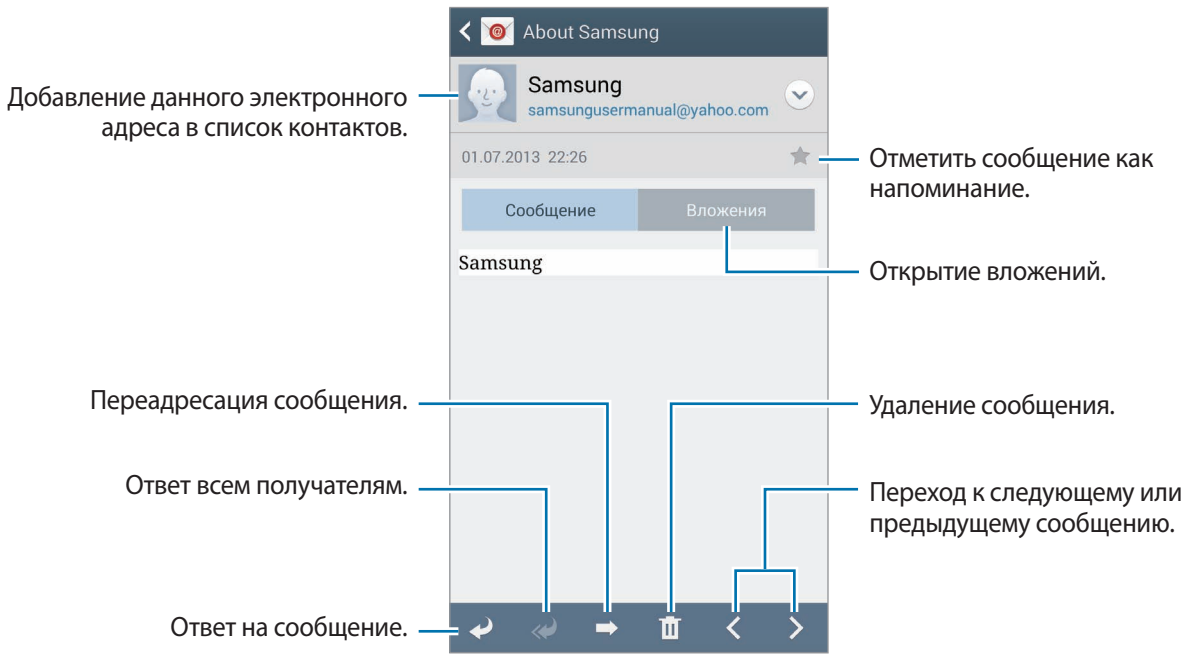 About Samsung
Добавление данного электронного
адреса в список контактов.
Samsung
samsungusermanual@yahoo.com
01.07.2013 22:26
Отметить сообщение как
напоминание.
Сообщение Вложения
Samsung
Открытие вложений.
Переадресация сообщения.
Удаление сообщения.
Ответ всем получателям.
Переход к следующему или
предыдущему сообщению.
Ответ на сообщение.